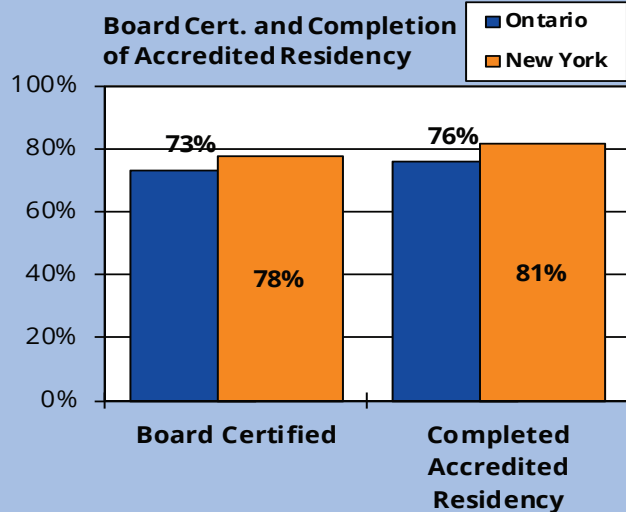 Board Cert. and Completion
of Accredited Residency
Ontario
New York
100%
80%
60%
40%
20%
0%
73%
78%
76%
81%
Board Certified
Completed
Accredited
Residency